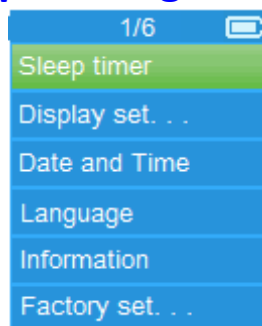 1/6
Sleep timer
Display set. . .
Date and Time
Language
Information
Factory set. . .